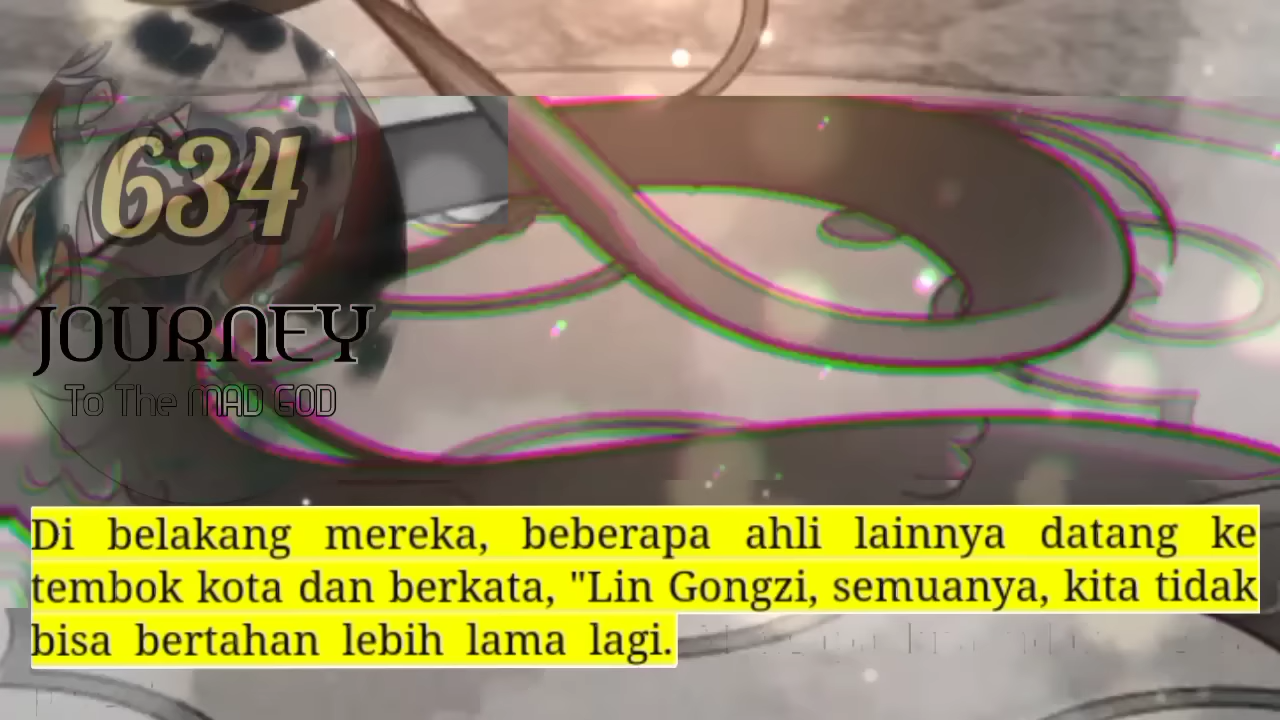 634
JOURNEY
To The MAD GOD
Di belakang mereka, beberapa ahli lainnya datang ke
tembok kota dan berkata, "Lin Gongzi, semuanya, kita tidak
bisa bertahan lebih lama lagi.